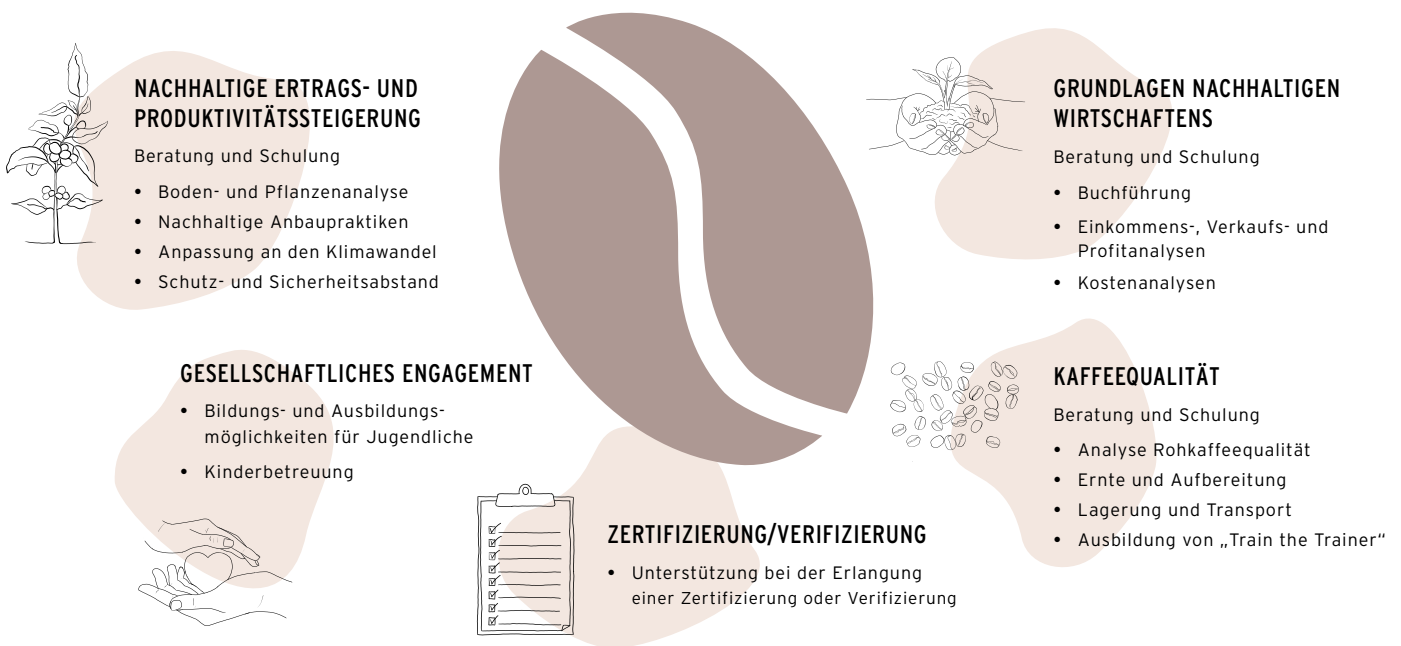 NACHHALTIGE ERTRAGS- UND
PRODUKTIVITÄTSSTEIGERUNG
Beratung und Schulung
• Boden- und Pflanzenanalyse
• Nachhaltige Anbaupraktiken
• Anpassung an den Klimawandel
• Schutz- und Sicherheitsabstand
GRUNDLAGEN NACHHALTIGEN
WIRTSCHAFTENS
Beratung und Schulung
• Buchführung
• Einkommens-, Verkaufs- und
Profitanalysen
• Kostenanalysen
GESELLSCHAFTLICHES ENGAGEMENT
• Bildungs- und Ausbildungs-
möglichkeiten für Jugendliche
• Kinderbetreuung
KAFFEEQUALITÄT
Beratung und Schulung
• Analyse Rohkaffeequalität
• Ernte und Aufbereitung
• Lagerung und Transport
• Ausbildung von „Train the Trainer“
ZERTIFIZIERUNG/VERIFIZIERUNG
• Unterstützung bei der Erlangung
einer Zertifizierung oder Verifizierung